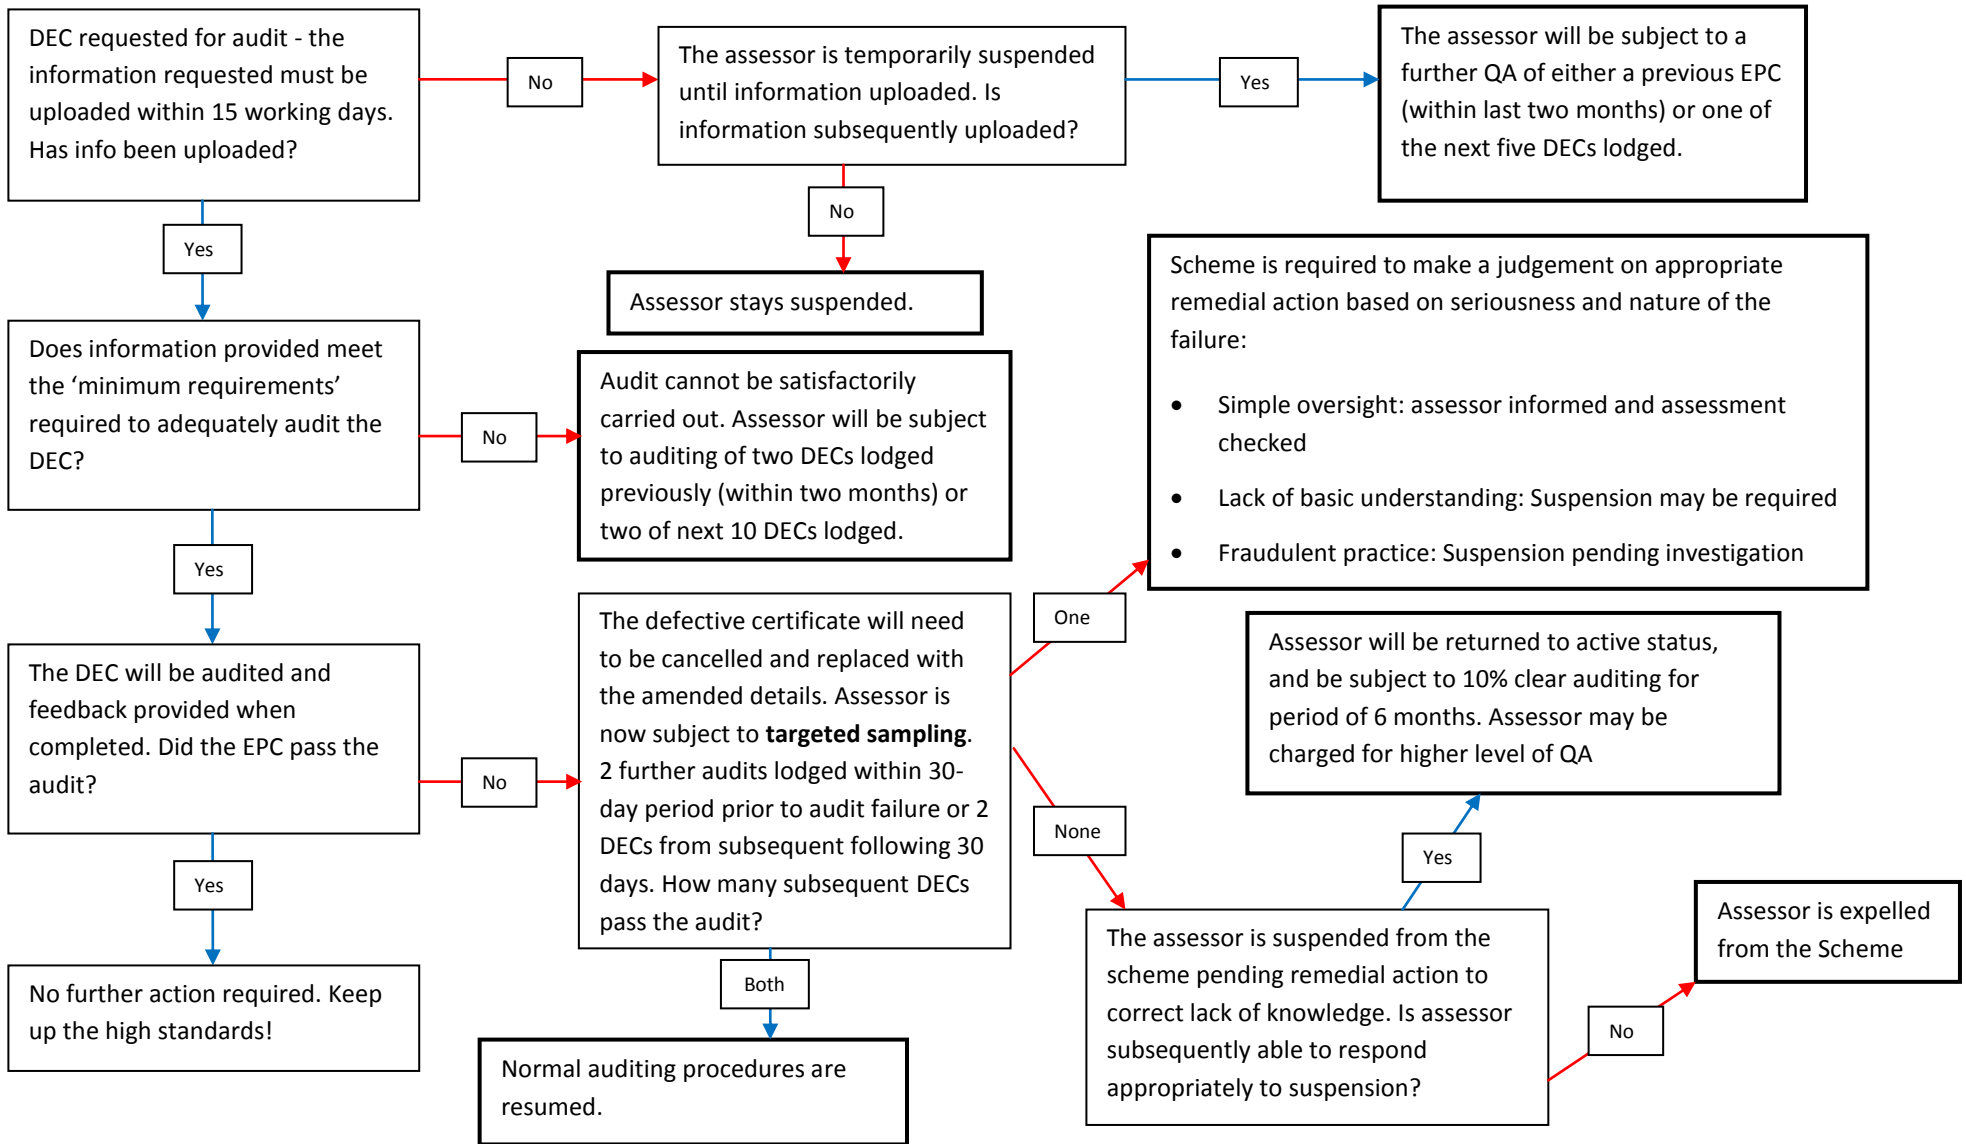 DEC requested for audit - the
information requested must be
uploaded within 15 working days.
Has info been uploaded?
No
The assessor is temporarily suspended
until information uploaded. Is
information subsequently uploaded?
Yes
The assessor will be subject to a
further QA of either a previous EPC
(within last two months) or one of
the next five DECs lodged.
Yes
No
Assessor stays suspended.
Scheme is required to make a judgement on appropriate
remedial action based on seriousness and nature of the
failure:
• Simple oversight: assessor informed and assessment
checked
• Lack of basic understanding: Suspension may be required
• Fraudulent practice: Suspension pending investigation
Does information provided meet
the ‘minimum requirements’
required to adequately audit the
DEC?
No
Audit cannot be satisfactorily
carried out. Assessor will be subject
to auditing of two DECs lodged
previously (within two months) or
two of next 10 DECs lodged.
Yes
The DEC will be audited and
feedback provided when
completed. Did the EPC pass the
audit?
No
The defective certificate will need
to be cancelled and replaced with
the amended details. Assessor is
now subject to targeted sampling.
2 further audits lodged within 30-
day period prior to audit failure or 2
DECs from subsequent following 30
days. How many subsequent DECs
pass the audit?
One
None
Assessor will be returned to active status,
and be subject to 10% clear auditing for
period of 6 months. Assessor may be
charged for higher level of QA
Yes
Yes
No further action required. Keep
up the high standards!
Both
Normal auditing procedures are
resumed.
The assessor is suspended from the
scheme pending remedial action to
correct lack of knowledge. Is assessor
subsequently able to respond
appropriately to suspension?
No
Assessor is expelled
from the Scheme